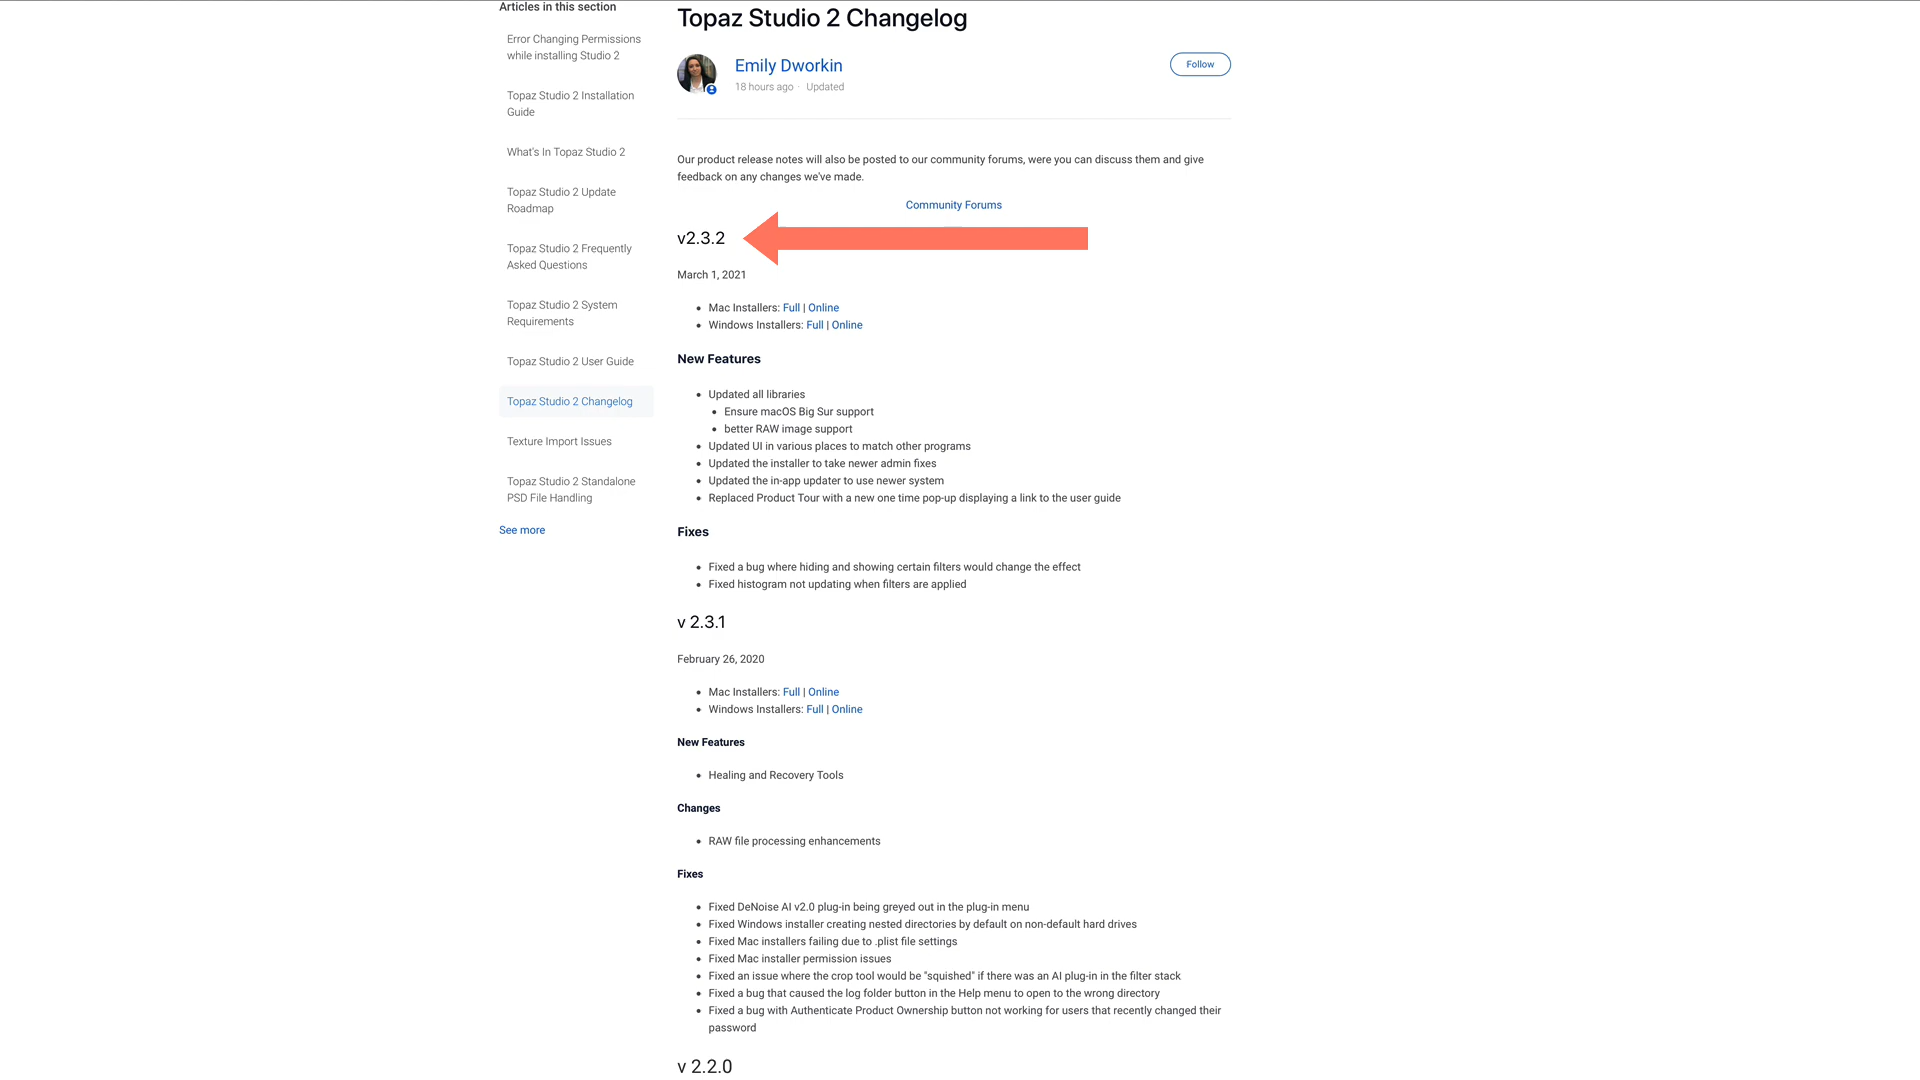 Articles in this section
Error Changing Permissions
while installing Studio 2
Topaz Studio 2 Installation
Guide
What's In Topaz Studio 2
Topaz Studio 2 Update
Roadmap
Topaz Studio 2 Frequently
Asked Questions
Topaz Studio 2 System
Requirements
Topaz Studio 2 User Guide
Topaz Studio 2 Changelog
Texture Import Issues
Topaz Studio 2 Standalone
PSD File Handling
See more
Topaz Studio 2 Changelog
Emily Dworkin
18 hours ago · Updated
Follow
Our product release notes will also be posted to our community forums, were you can discuss them and give
feedback on any changes we've made.
Community Forums
v2.3.2
March 1, 2021
• Mac Installers: Full | Online
• Windows Installers: Full | Online
New Features
• Updated all libraries
• Ensure macOS Big Sur support
• better RAW image support
• Updated UI in various places to match other programs
• Updated the installer to take newer admin fixes
• Updated the in-app updater to use newer system
• Replaced Product Tour with a new one time pop-up displaying a link to the user guide
Fixes
• Fixed a bug where hiding and showing certain filters would change the effect
• Fixed histogram not updating when filters are applied
v 2.3.1
February 26, 2020
• Mac Installers: Full | Online
• Windows Installers: Full | Online
New Features
• Healing and Recovery Tools
Changes
• RAW file processing enhancements
Fixes
• Fixed DeNoise AI v2.0 plug-in being greyed out in the plug-in menu
• Fixed Windows installer creating nested directories by default on non-default hard drives
• Fixed Mac installers failing due to .plist file settings
• Fixed Mac installer permission issues
• Fixed an issue where the crop tool would be "squished" if there was an AI plug-in in the filter stack
• Fixed a bug that caused the log folder button in the Help menu to open to the wrong directory
• Fixed a bug with Authenticate Product Ownership button not working for users that recently changed their
password
v 2.2.0